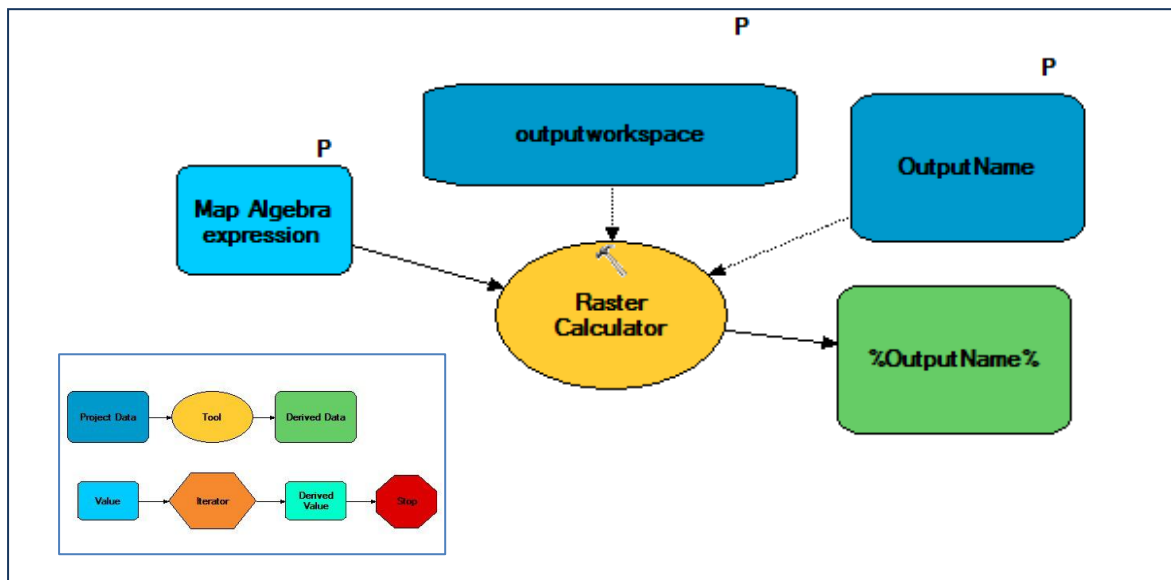 P
P
outputworkspace
OutputName
P
Map Algebra
expression
Raster
Calculator
%OutputName%
Project Data
Tool
Derived Data
Value
Iterator
Derived
Value
Stop